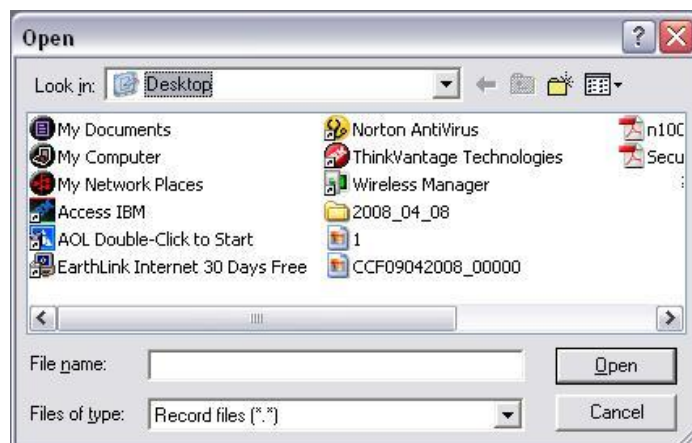 Open
Look in: Desktop
My Documents
My Computer
My Network Places
Access IBM
AOL Double-Click to Start
EarthLink Internet 30 Days Free
Norton AntiVirus
ThinkVantage Technologies
Wireless Manager
2008_04_08
1
CCF09042008_00000
n10C
Secu
File name:
Open
Files of type: Record files (*.*)
Cancel